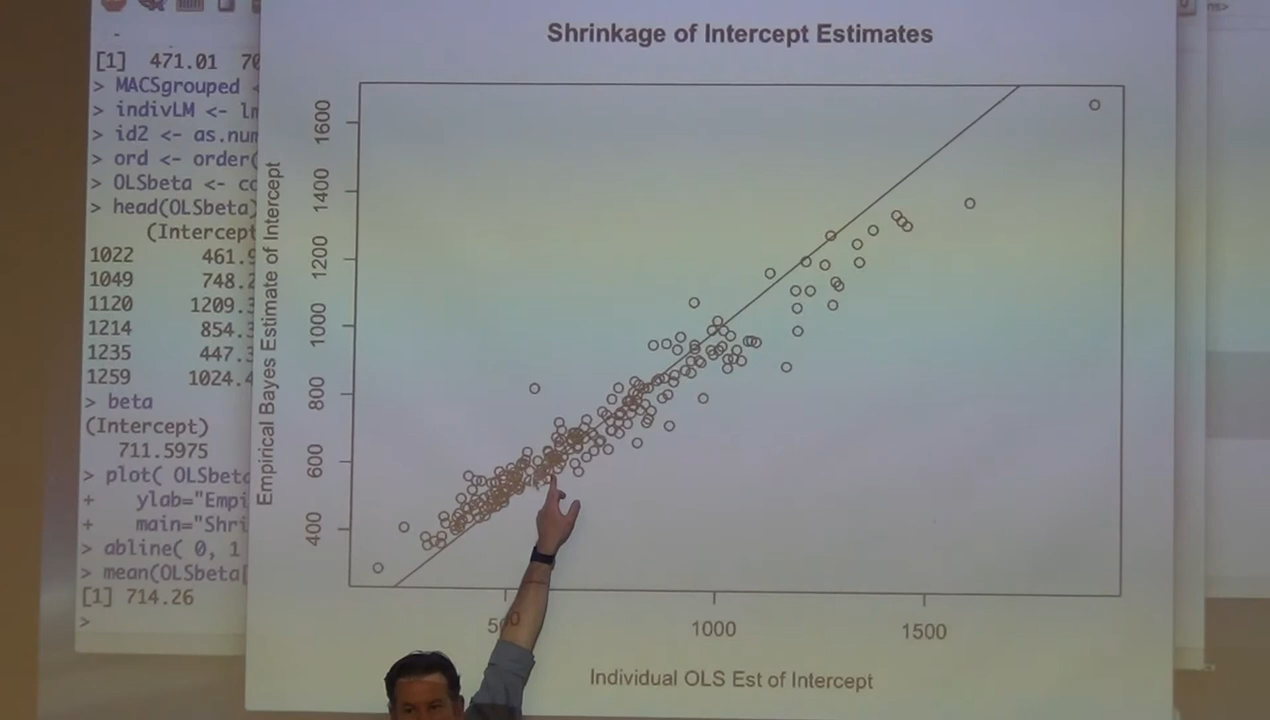 [1] 471.01 70
> MACSgrouped <
> indivLM <- lm
> id2 <- as.num
> ord <- order(
> OLSbeta <- co
> head(OLSbeta)
(Intercept
1022 461.9
1049 748.2
1120 1209.3
1214 854.3
1235 447.3
1259 1024.4
> beta
(Intercept)
711.5975
> plot( OLSbeta
+ ylab="Empi
+ main="Shri
> abline( 0, 1
> mean(OLSbeta[
[1] 714.26
>
Shrinkage of Intercept Estimates
Empirical Bayes Estimate of Intercept
1600
1400
1200
1000
800
600
400
500
1000
1500
Individual OLS Est of Intercept